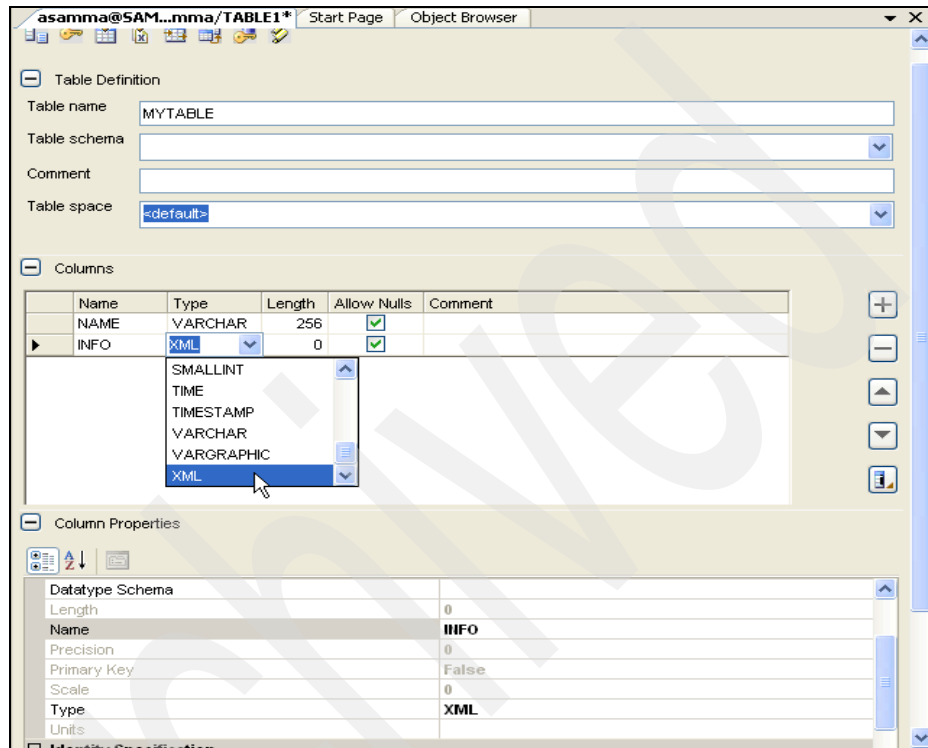 asamma@SAM...mma/TABLE1* Start Page Object Browser
Table Definition
Table name MYTABLE
Table schema
Comment
Table space <default>
Columns
Name Type Length Allow Nulls Comment
NAME VARCHAR 256
INFO XML 0
SMALLINT
TIME
TIMESTAMP
VARCHAR
VARGRAPHIC
XML
Column Properties
Datatype Schema
Length 0
Name INFO
Precision 0
Primary Key False
Scale 0
Type XML
Units
Identity Specification